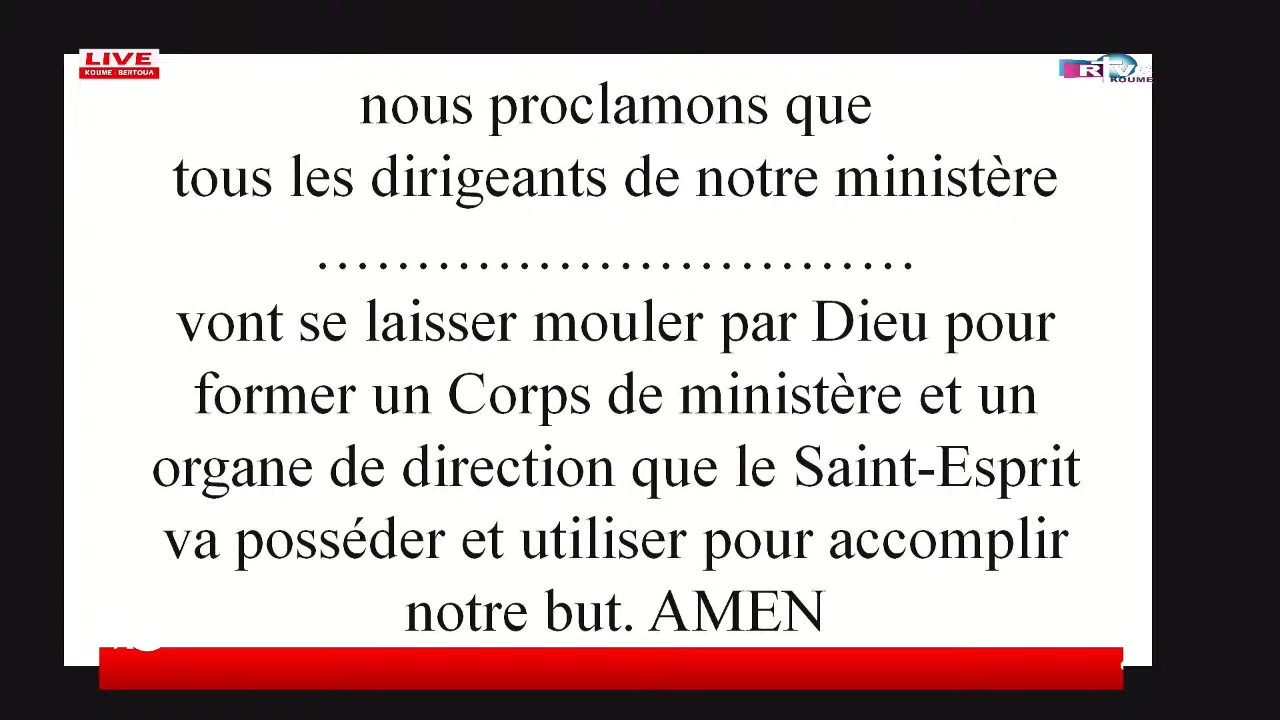 LIVE
KOUME - BERTOUA
RTV
KOUME
nous proclamons que
tous les dirigeants de notre ministère
…………………………
vont se laisser mouler par Dieu pour
former un Corps de ministère et un
organe de direction que le Saint-Esprit
va posséder et utiliser pour accomplir
notre but. AMEN